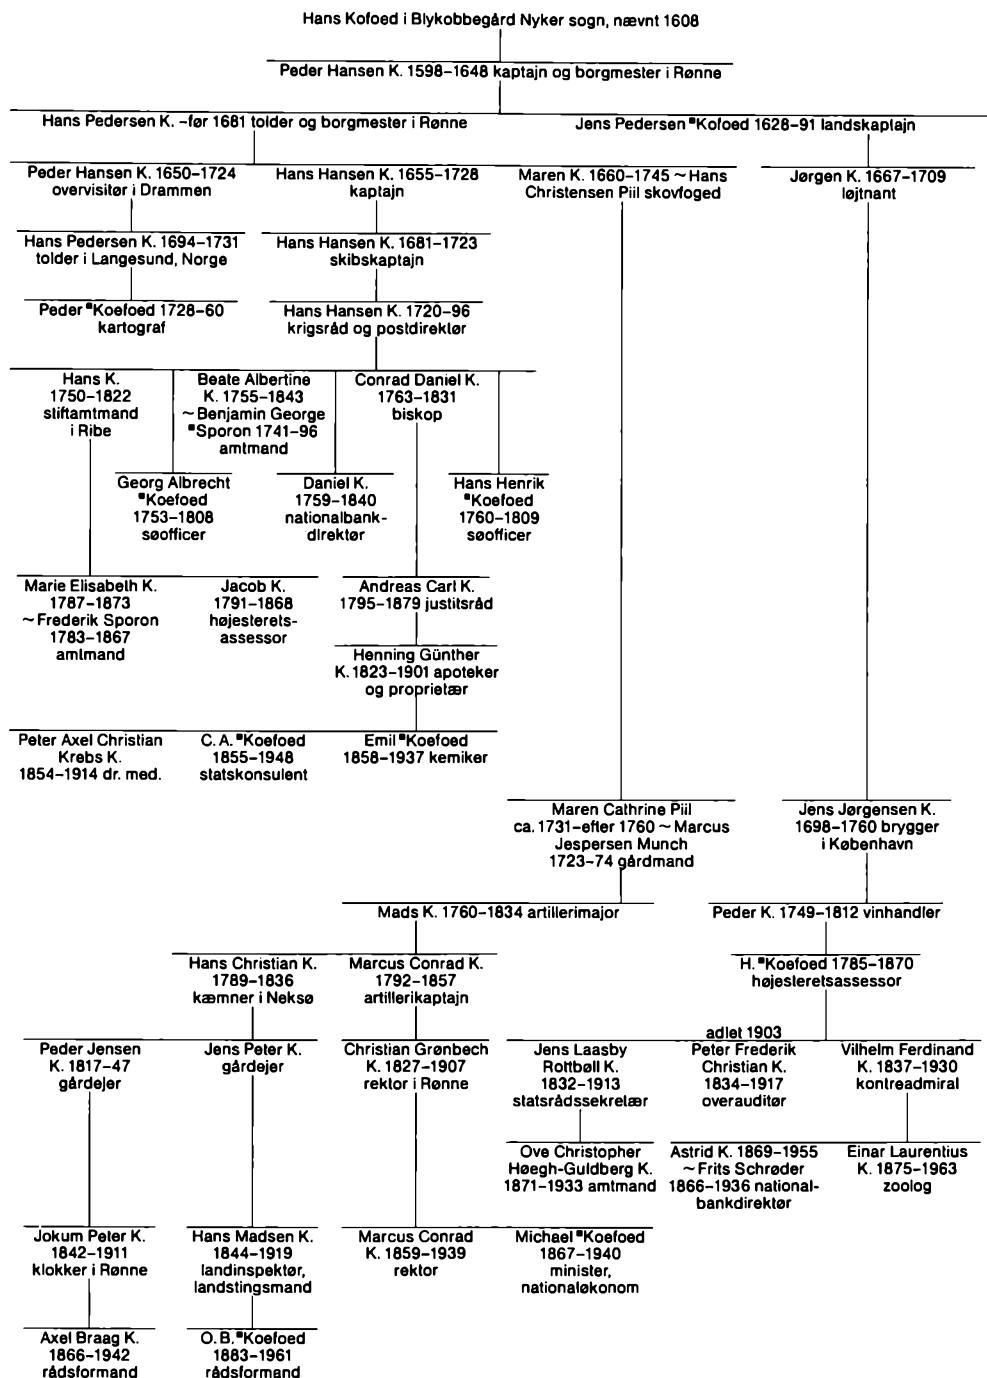 Hans Kofoed i Blykobbegård Nyker sogn, nævnt 1608
Peder Hansen K. 1598–1648 kaptajn og borgmester i Rønne
Hans Pedersen K. –før 1681 tolder og borgmester i Rønne
Jens Pedersen *Kofoed 1628–91 landskaptajn
Peder Hansen K. 1650–1724
overvisitør i Drammen
Hans Hansen K. 1655–1728
kaptajn
Maren K. 1660–1745 ~ Hans
Christensen Piil skovfoged
Jørgen K. 1667–1709
løjtnant
Hans Pedersen K. 1694–1731
tolder i Langesund, Norge
Hans Hansen K. 1681–1723
skibskaptajn
Peder *Koefoed 1728–60
kartograf
Hans Hansen K. 1720–96
krigsråd og postdirektør
Hans K.
1750–1822
stiftamtmand
i Ribe
Beate Albertine
K. 1755–1843
~ Benjamin George
*Sporon 1741–96
amtmand
Conrad Daniel K.
1763–1831
biskop
Georg Albrecht
*Koefoed
1753–1808
søofficer
Daniel K.
1759–1840
nationalbank-
direktør
Hans Henrik
*Koefoed
1760–1809
søofficer
Marie Elisabeth K.
1787–1873
~ Frederik Sporon
1783–1867
amtmand
Jacob K.
1791–1868
højesterets-
assessor
Andreas Carl K.
1795–1879 justitsråd
Henning Günther
K. 1823–1901 apoteker
og proprietær
Peter Axel Christian
Krebs K.
1854–1914 dr. med.
C. A. *Koefoed
1855–1948
statskonsulent
Emil *Koefoed
1858–1937 kemiker
Maren Cathrine Piil
ca. 1731–efter 1760 ~ Marcus
Jespersen Munch
1723–74 gårdmand
Jens Jørgensen K.
1698–1760 brygger
i København
Mads K. 1760–1834 artillerimajor
Peder K. 1749–1812 vinhandler
Hans Christian K.
1789–1836
kæmner i Neksø
Marcus Conrad K.
1792–1857
artillerikaptajn
H. *Koefoed 1785–1870
højesteretsassessor
adlet 1903
Peder Jensen
K. 1817–47
gårdejer
Jens Peter K.
gårdejer
Christian Grønbech
K. 1827–1907
rektor i Rønne
Jens Laasby
Rottbøll K.
1832–1913
statsrådssekretær
Peter Frederik
Christian K.
1834–1917
overauditør
Vilhelm Ferdinand
K. 1837–1930
kontreadmiral
Ove Christopher
Høegh-Guldberg K.
1871–1933 amtmand
Astrid K. 1869–1955
~ Frits Schrøder
1866–1936 national-
bankdirektør
Einar Laurentius
K. 1875–1963
zoolog
Jokum Peter K.
1842–1911
klokker i Rønne
Hans Madsen K.
1844–1919
landinspektør,
landstingsmand
Marcus Conrad
K. 1859–1939
rektor
Michael *Koefoed
1867–1940
minister,
nationaløkonom
Axel Braag K.
1866–1942
rådsformand
O. B. *Koefoed
1883–1961
rådsformand